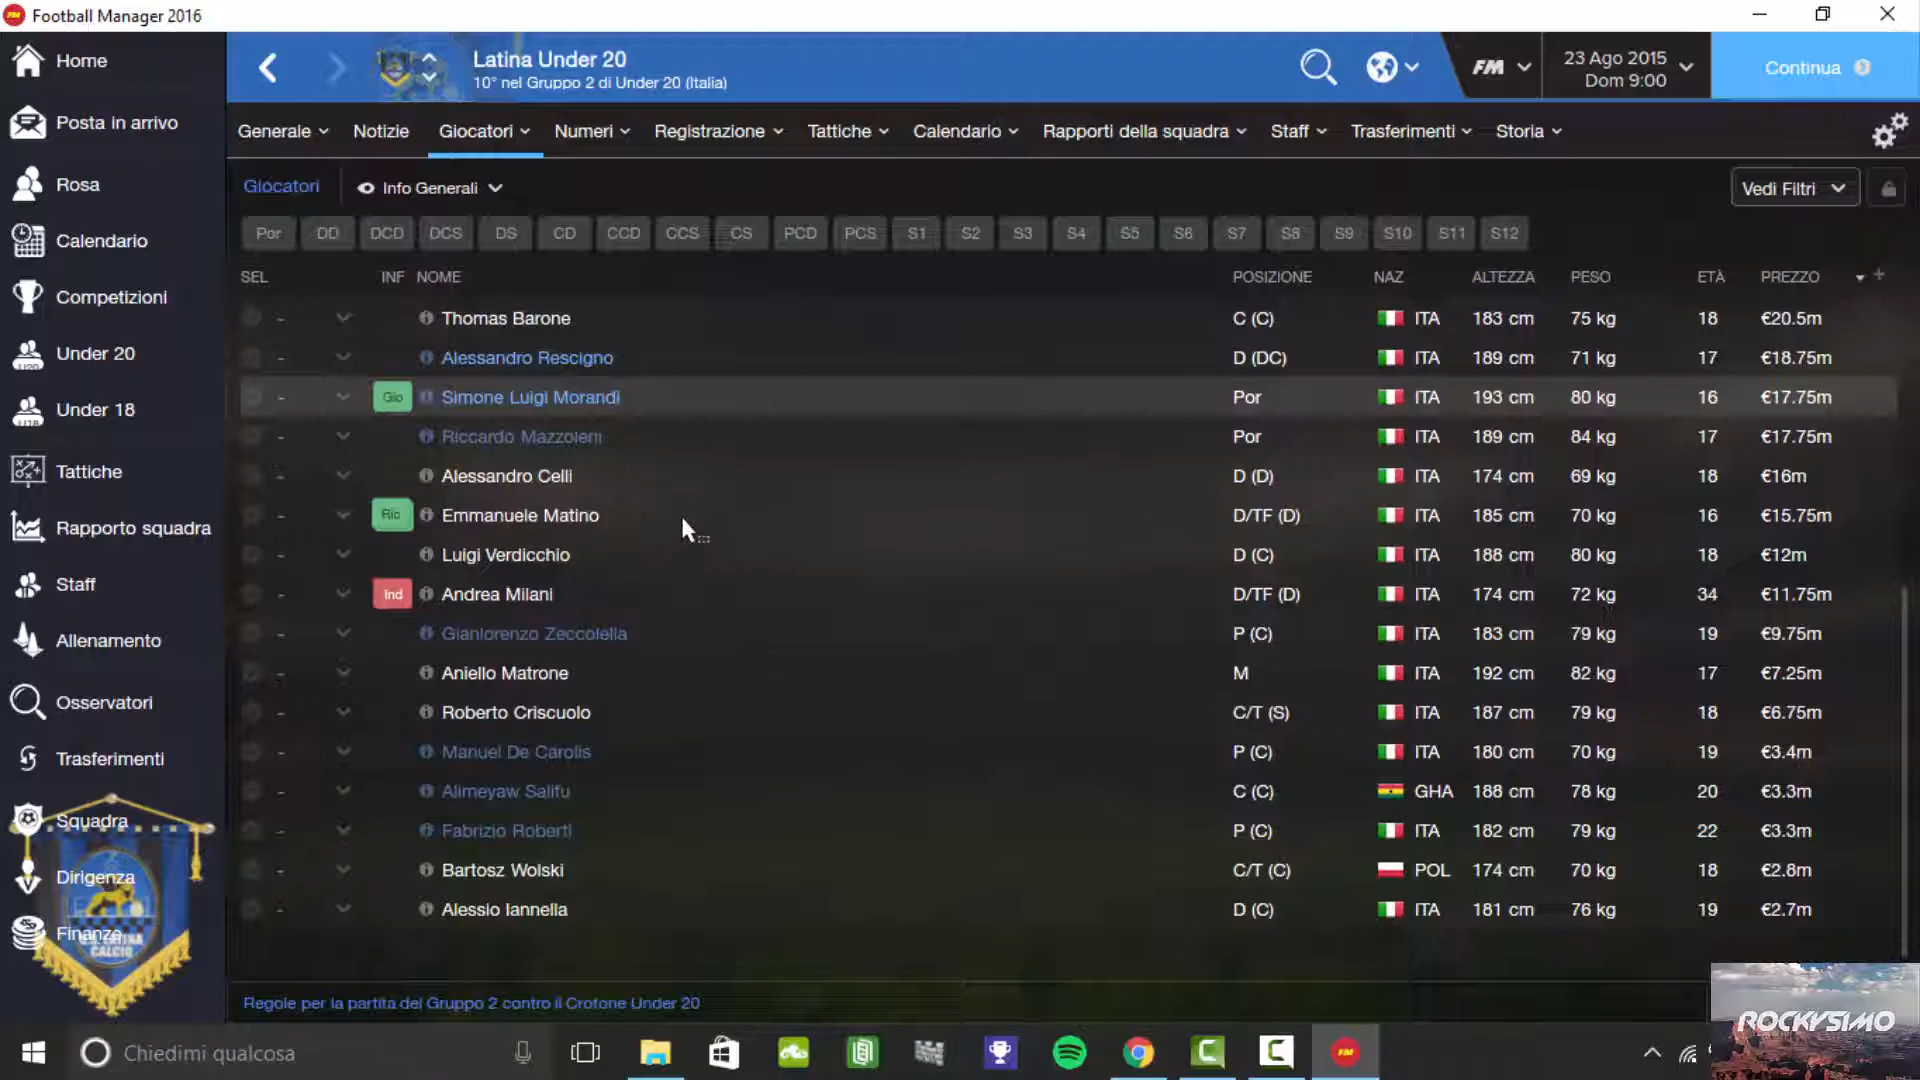 Football Manager 2016
Home
Posta in arrivo
Rosa
Calendario
Competizioni
Under 20
Under 18
Tattiche
Rapporto squadra
Staff
Allenamento
Osservatori
Trasferimenti
Squadra
Dirigenza
Finanze
Latina Under 20
10° nel Gruppo 2 di Under 20 (Italia)
FM
23 Ago 2015
Dom 9:00
Continua
Generale Notizie Giocatori Numeri Registrazione Tattiche Calendario Rapporti della squadra Staff Trasferimenti Storia
Giocatori Info Generali Vedi Filtri
Por DD DCD DCS DS CD CCD CCS CS PCD PCS S1 S2 S3 S4 S5 S6 S7 S8 S9 S10 S11 S12
SEL INF NOME POSIZIONE NAZ ALTEZZA PESO ETÀ PREZZO
- Thomas Barone C (C) ITA 183 cm 75 kg 18 €20.5m
- Alessandro Rescigno D (DC) ITA 189 cm 71 kg 17 €18.75m
- Gio Simone Luigi Morandi Por ITA 193 cm 80 kg 16 €17.75m
- Riccardo Mazzoleni Por ITA 189 cm 84 kg 17 €17.75m
- Alessandro Celli D (D) ITA 174 cm 69 kg 18 €16m
- Ric Emmanuele Matino D/TF (D) ITA 185 cm 70 kg 16 €15.75m
- Luigi Verdicchio D (C) ITA 188 cm 80 kg 18 €12m
- Ind Andrea Milani D/TF (D) ITA 174 cm 72 kg 34 €11.75m
- Gianlorenzo Zeccolella P (C) ITA 183 cm 79 kg 19 €9.75m
- Aniello Matrone M ITA 192 cm 82 kg 17 €7.25m
- Roberto Criscuolo C/T (S) ITA 187 cm 79 kg 18 €6.75m
- Manuel De Carolis P (C) ITA 180 cm 70 kg 19 €3.4m
- Alimeyaw Salifu C (C) GHA 188 cm 78 kg 20 €3.3m
- Fabrizio Roberti P (C) ITA 182 cm 79 kg 22 €3.3m
- Bartosz Wolski C/T (C) POL 174 cm 70 kg 18 €2.8m
- Alessio Iannella D (C) ITA 181 cm 76 kg 19 €2.7m
Regole per la partita del Gruppo 2 contro il Crotone Under 20
U.S. LATINA
CALCIO
ROCKYSIMO
Chiedimi qualcosa